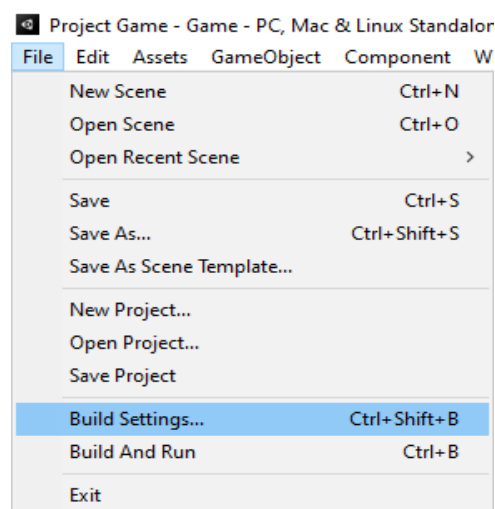 Project Game - Game - PC, Mac & Linux Standalon
File Edit Assets GameObject Component W
New Scene Ctrl+N
Open Scene Ctrl+O
Open Recent Scene >
Save Ctrl+S
Save As... Ctrl+Shift+S
Save As Scene Template...
New Project...
Open Project...
Save Project
Build Settings... Ctrl+Shift+B
Build And Run Ctrl+B
Exit